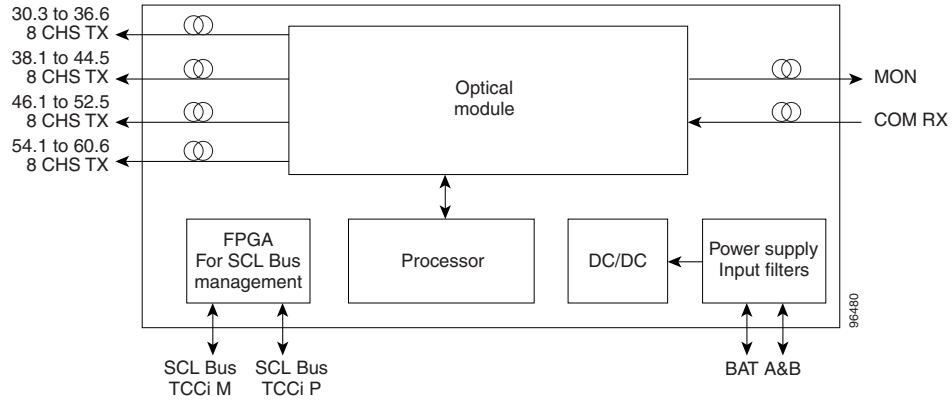 30.3 to 36.6
8 CHS TX
38.1 to 44.5
8 CHS TX
46.1 to 52.5
8 CHS TX
54.1 to 60.6
8 CHS TX
Optical
module
MON
COM RX
FPGA
For SCL Bus
management
Processor
DC/DC
Power supply
Input filters
96480
SCL Bus
TCCi M
SCL Bus
TCCi P
BAT A&B